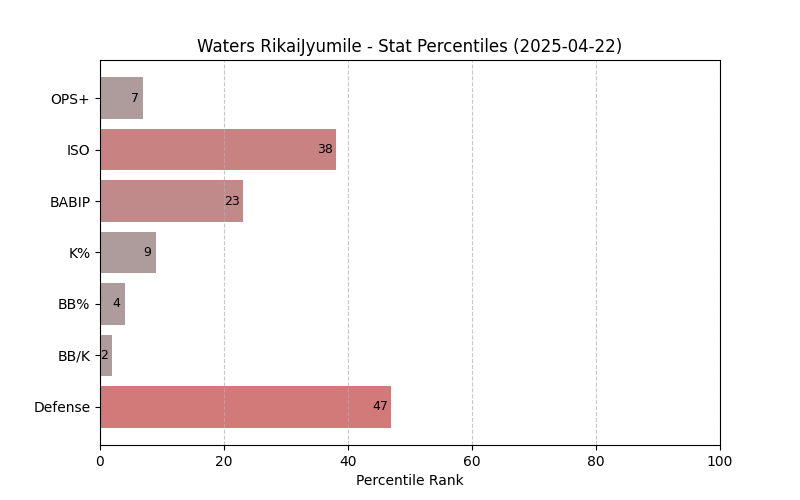 Waters RikaiJyumile - Stat Percentiles (2025-04-22)
OPS+ 7
ISO 38
BABIP 23
K% 9
BB% 4
BB/K 2
Defense 47
0 20 40 60 80 100
Percentile Rank